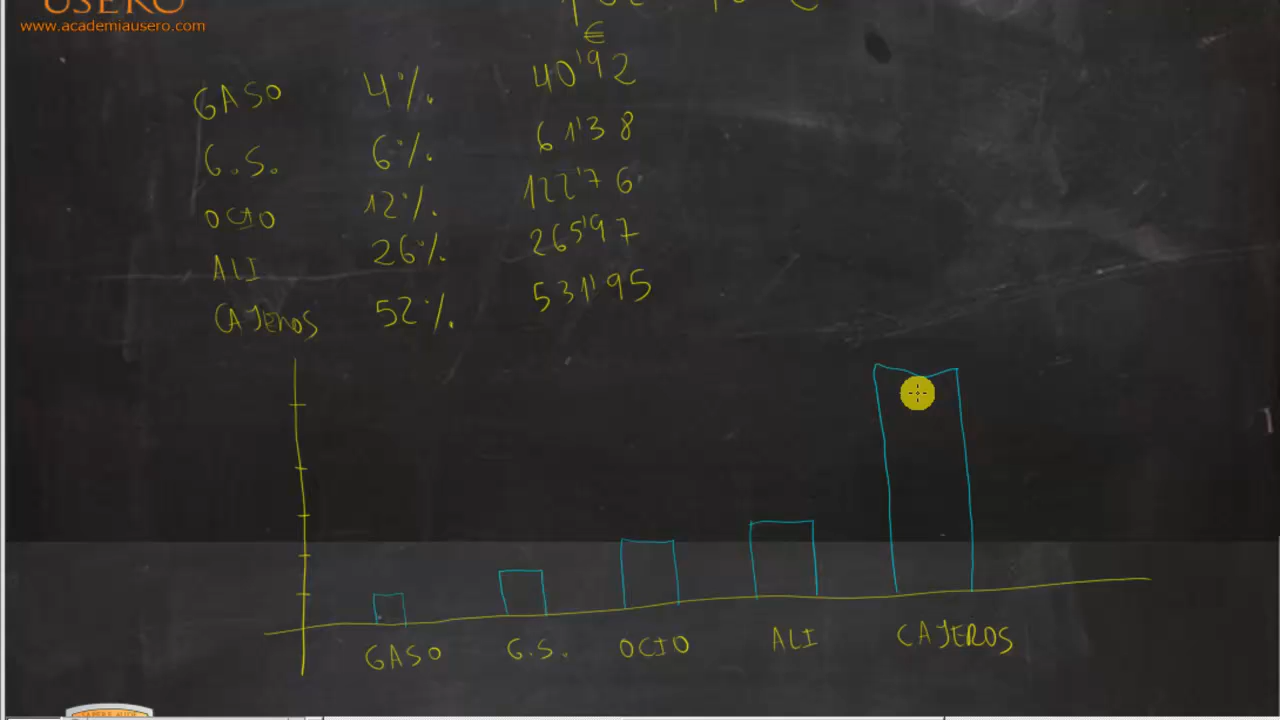 USERO
www.academiausero.com
€
GASO 4% 40'92
G.S. 6% 61'38
OCIO 12% 122'76
ALI 26% 265'97
CAJEROS 52% 531'95
GASO G.S. OCIO ALI CAJEROS